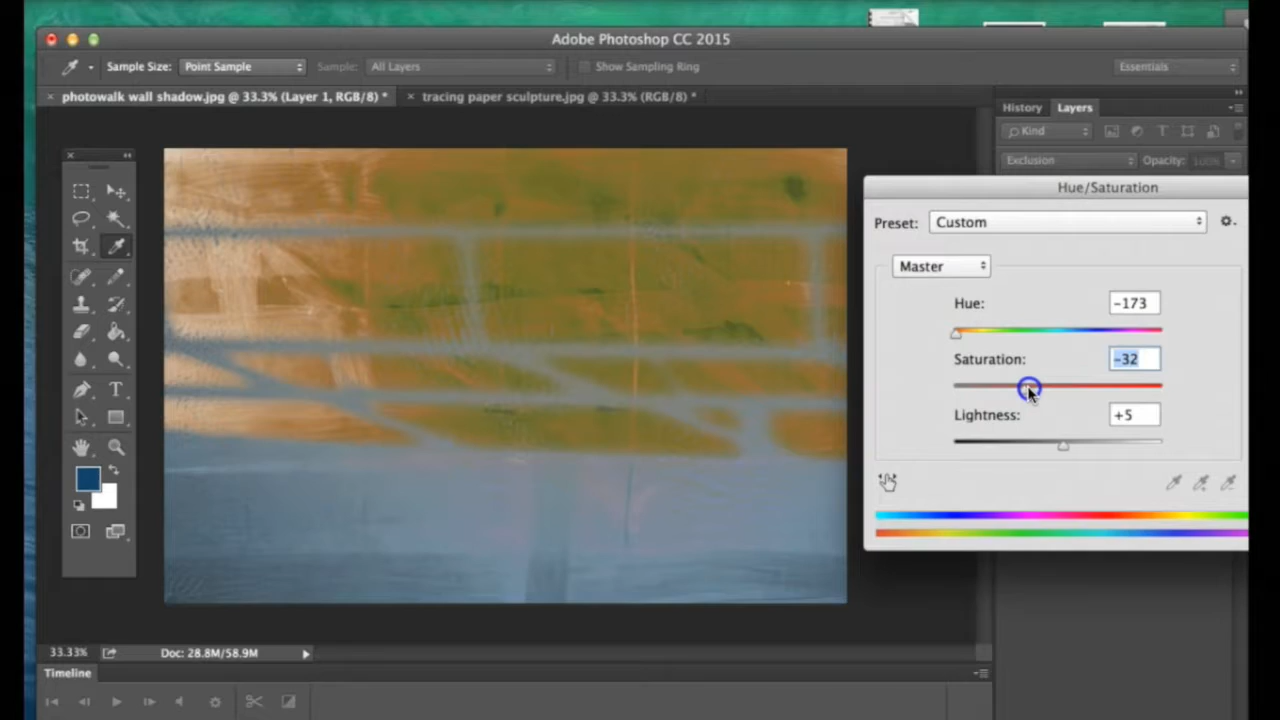 Adobe Photoshop CC 2015
Sample Size: Point Sample Sample: All Layers Show Sampling Ring Essentials
× photowalk wall shadow.jpg @ 33.3% (Layer 1, RGB/8) * × tracing paper sculpture.jpg @ 33.3% (RGB/8) *
History Layers
Kind
Exclusion Opacity: 100%
Hue/Saturation
Preset: Custom
Master
Hue: -173
Saturation: -32
Lightness: +5
33.33% Doc: 28.8M/58.9M
Timeline